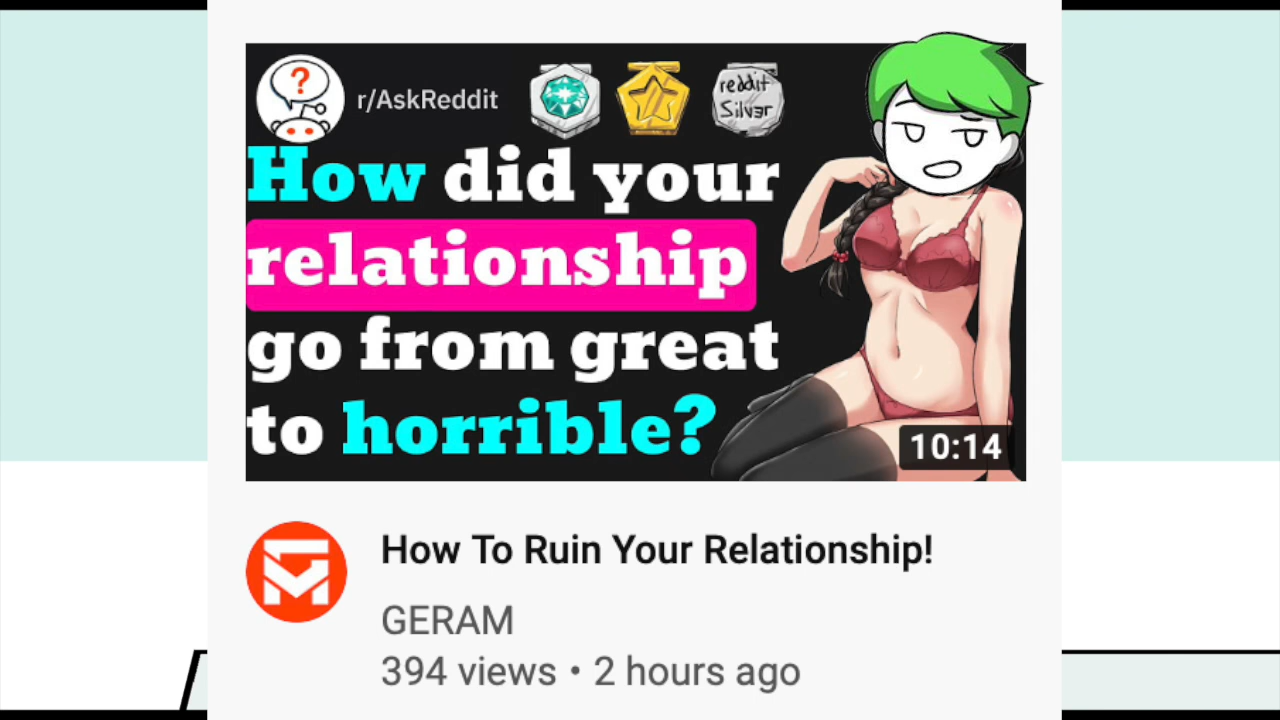 r/AskReddit
reddit
Silver
How did your
relationship
go from great
to horrible?
10:14
How To Ruin Your Relationship!
GERAM
394 views • 2 hours ago